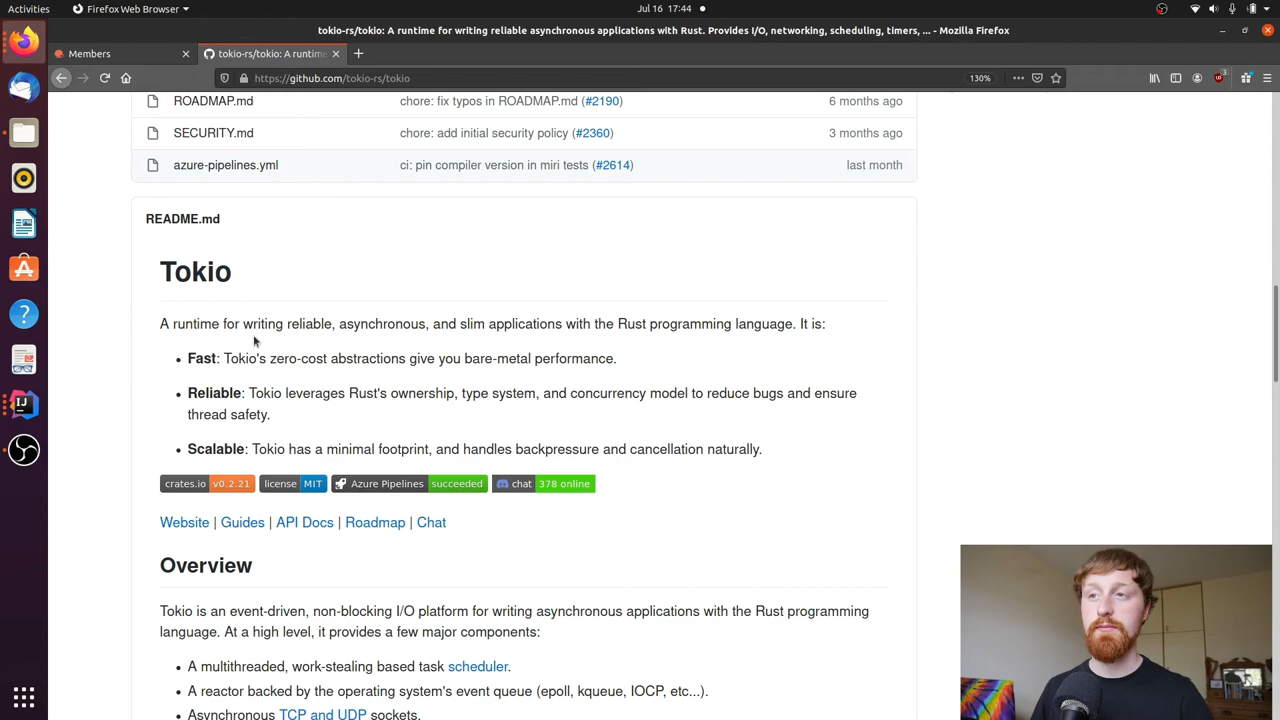 Activities
Firefox Web Browser
Jul 16 17:44
tokio-rs/tokio: A runtime for writing reliable asynchronous applications with Rust. Provides I/O, networking, scheduling, timers, ... - Mozilla Firefox
Members
tokio-rs/tokio: A runtime
https://github.com/tokio-rs/tokio
130%
3
ROADMAP.md chore: fix typos in ROADMAP.md (#2190) 6 months ago
SECURITY.md chore: add initial security policy (#2360) 3 months ago
azure-pipelines.yml ci: pin compiler version in miri tests (#2614) last month
README.md
Tokio
A runtime for writing reliable, asynchronous, and slim applications with the Rust programming language. It is:
• Fast: Tokio's zero-cost abstractions give you bare-metal performance.
• Reliable: Tokio leverages Rust's ownership, type system, and concurrency model to reduce bugs and ensure
thread safety.
• Scalable: Tokio has a minimal footprint, and handles backpressure and cancellation naturally.
crates.io v0.2.21 license MIT Azure Pipelines succeeded chat 378 online
Website | Guides | API Docs | Roadmap | Chat
Overview
Tokio is an event-driven, non-blocking I/O platform for writing asynchronous applications with the Rust programming
language. At a high level, it provides a few major components:
• A multithreaded, work-stealing based task scheduler.
• A reactor backed by the operating system's event queue (epoll, kqueue, IOCP, etc...).
• Asynchronous TCP and UDP sockets.